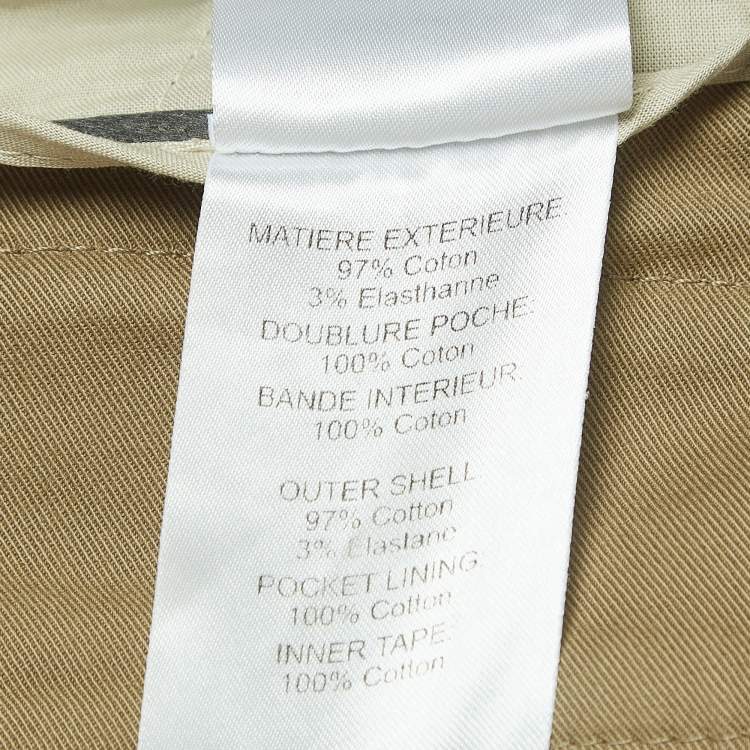 MATIERE EXTERIEURE:
97% Coton
3% Elasthanne
DOUBLURE POCHE:
100% Coton
BANDE INTERIEUR:
100% Coton
OUTER SHELL:
97% Cotton
3% Elastane
POCKET LINING:
100% Cotton
INNER TAPE:
100% Cotton